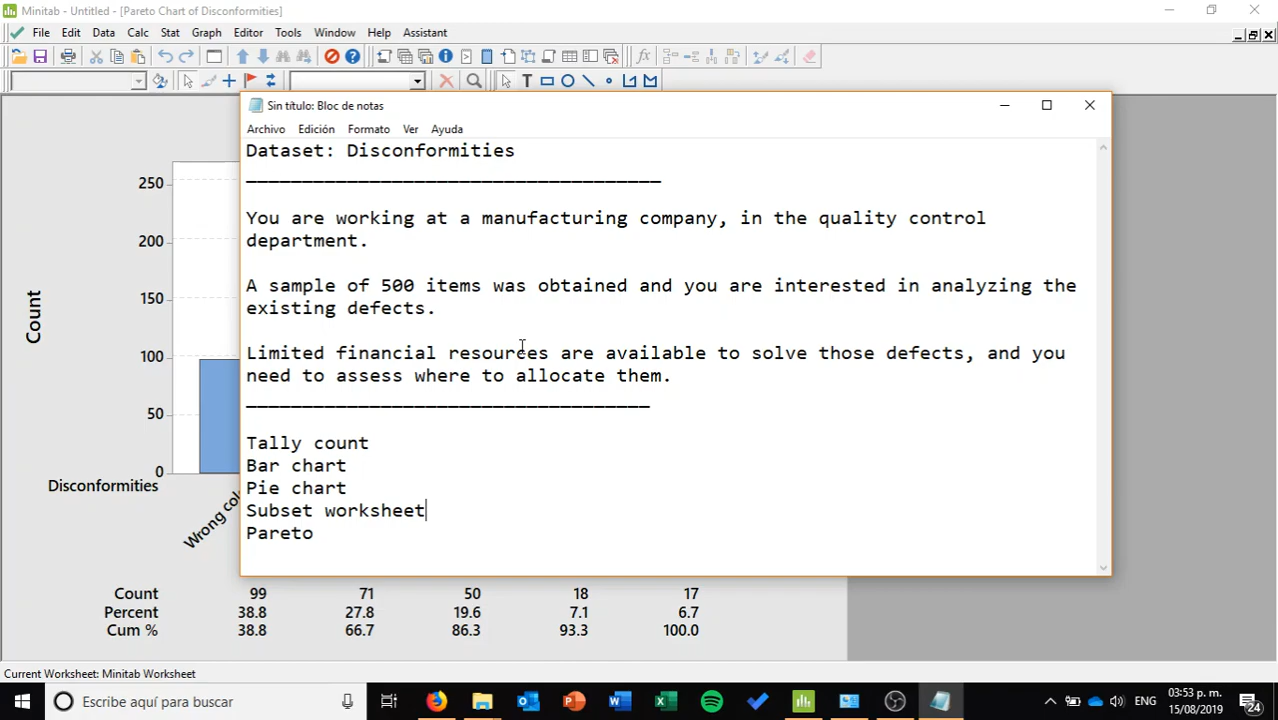 Minitab - Untitled - [Pareto Chart of Disconformities]
File Edit Data Calc Stat Graph Editor Tools Window Help Assistant
Sin título: Bloc de notas
Archivo Edición Formato Ver Ayuda
Dataset: Disconformities
You are working at a manufacturing company, in the quality control
department.
A sample of 500 items was obtained and you are interested in analyzing the
existing defects.
Limited financial resources are available to solve those defects, and you
need to assess where to allocate them.
Tally count
Bar chart
Pie chart
Subset worksheet
Pareto
250
200
150
100
50
0
Count
Disconformities
Wrong col
Count 99 71 50 18 17
Percent 38.8 27.8 19.6 7.1 6.7
Cum % 38.8 66.7 86.3 93.3 100.0
Current Worksheet: Minitab Worksheet
Escribe aquí para buscar
ENG
03:53 p. m.
15/08/2019
24